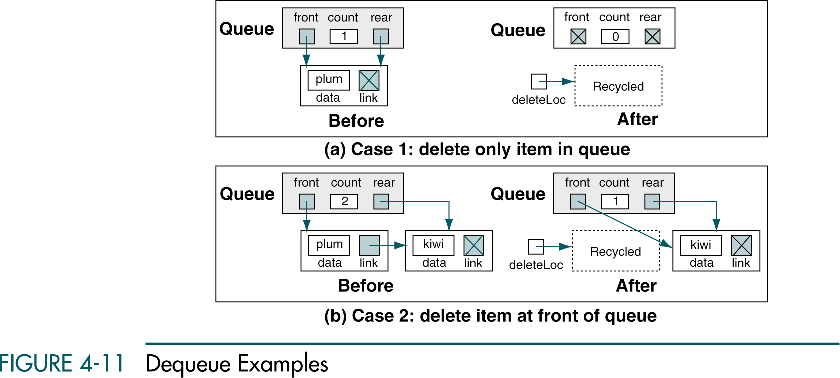 front count rear
Queue 1
plum
data link
Before
front count rear
Queue 0
Recycled
deleteLoc
After
(a) Case 1: delete only item in queue
front count rear
Queue 2
plum kiwi
data link data link
Before
front count rear
Queue 1
Recycled kiwi
deleteLoc data link
After
(b) Case 2: delete item at front of queue
FIGURE 4-11 Dequeue Examples